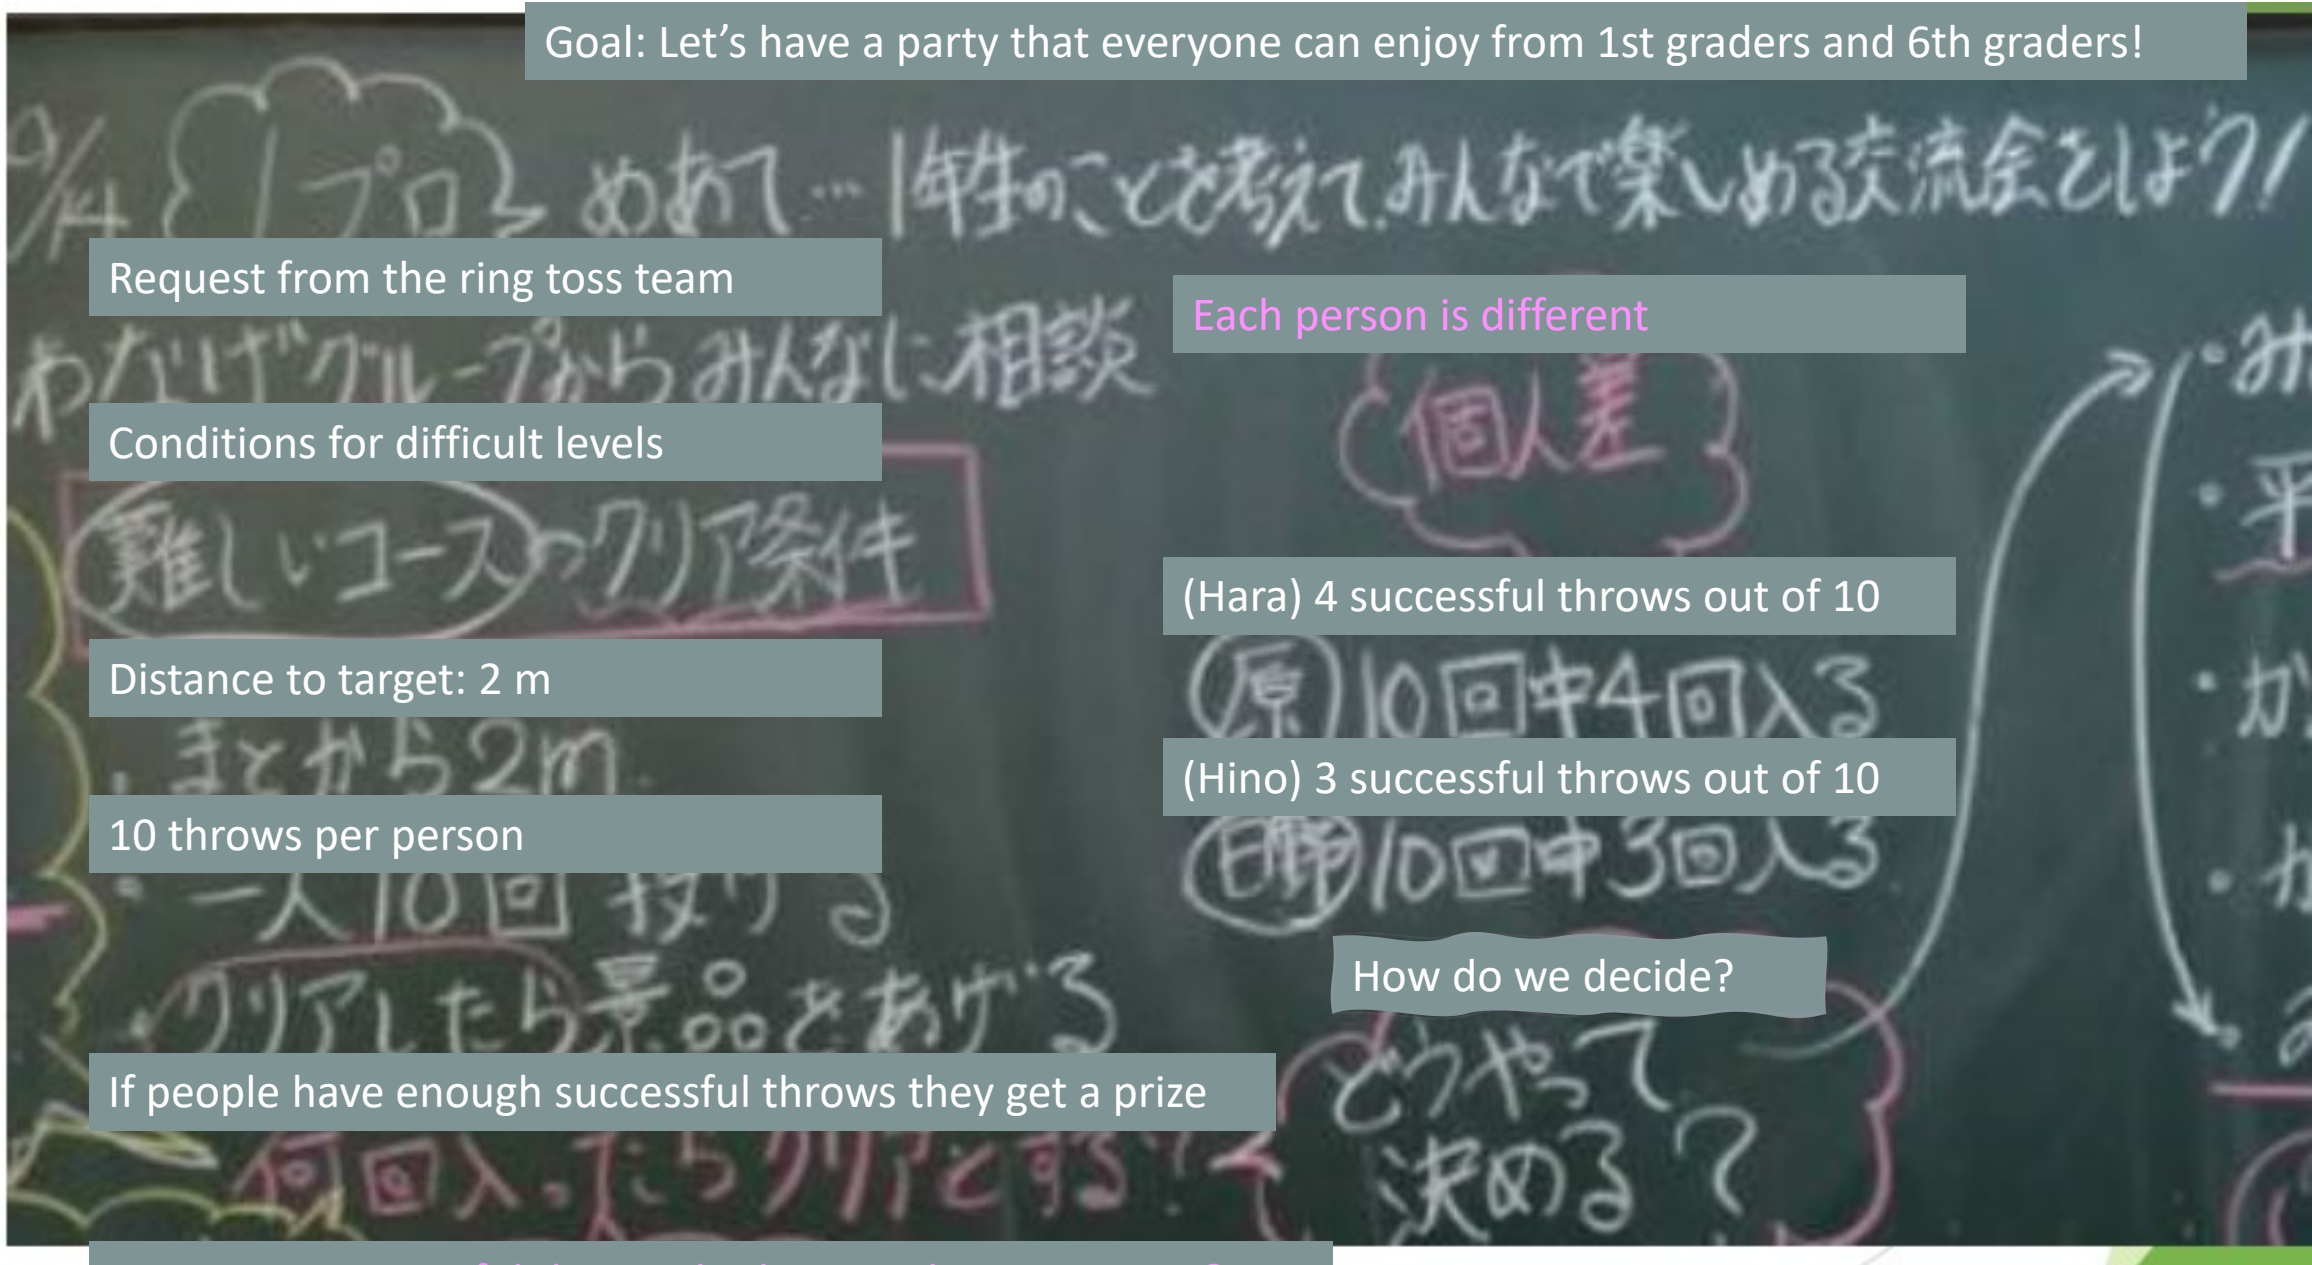 Goal: Let's have a party that everyone can enjoy from 1st graders and 6th graders!
9/14 1プロ めあて…1年生のことを考えて、みんなで楽しめる交流会をしよう!
Request from the ring toss team
わなげグループからみんなに相談
Conditions for difficult levels
難しいコースのクリア条件
Distance to target: 2 m
・まとから2m
10 throws per person
・一人10回投げる
・クリアしたら景品をあげる
If people have enough successful throws they get a prize
何回入ったらクリアとする?
Each person is different
個人差
(Hara) 4 successful throws out of 10
原 10回中4回入る
(Hino) 3 successful throws out of 10
日野 10回中3回入る
How do we decide?
どうやって
決める?